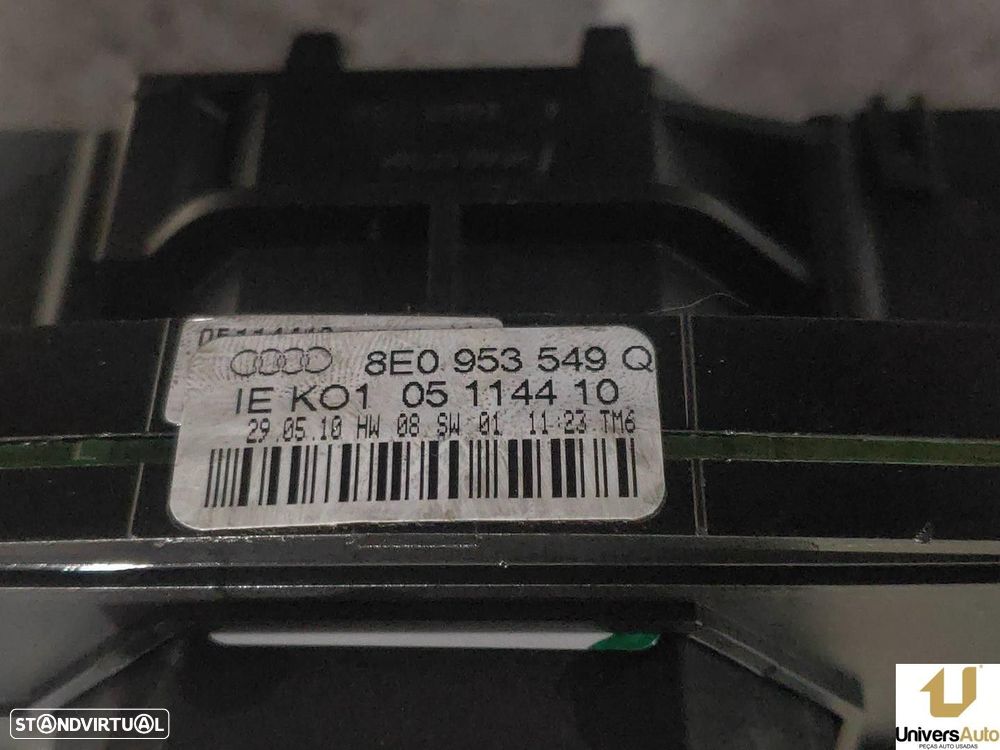 8E0 953 549 Q
IE K01 05 1144 10
29.05.10 HW 08 SW 01 11:23 TM6
STANDVIRTUAL
UniversAuto
PEÇAS AUTO USADAS